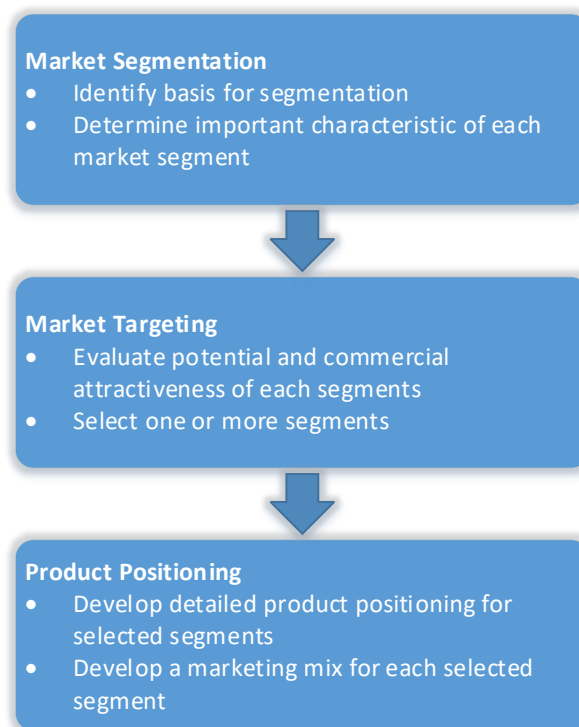 Market Segmentation
• Identify basis for segmentation
• Determine important characteristic of each
market segment
Market Targeting
• Evaluate potential and commercial
attractiveness of each segments
• Select one or more segments
Product Positioning
• Develop detailed product positioning for
selected segments
• Develop a marketing mix for each selected
segment